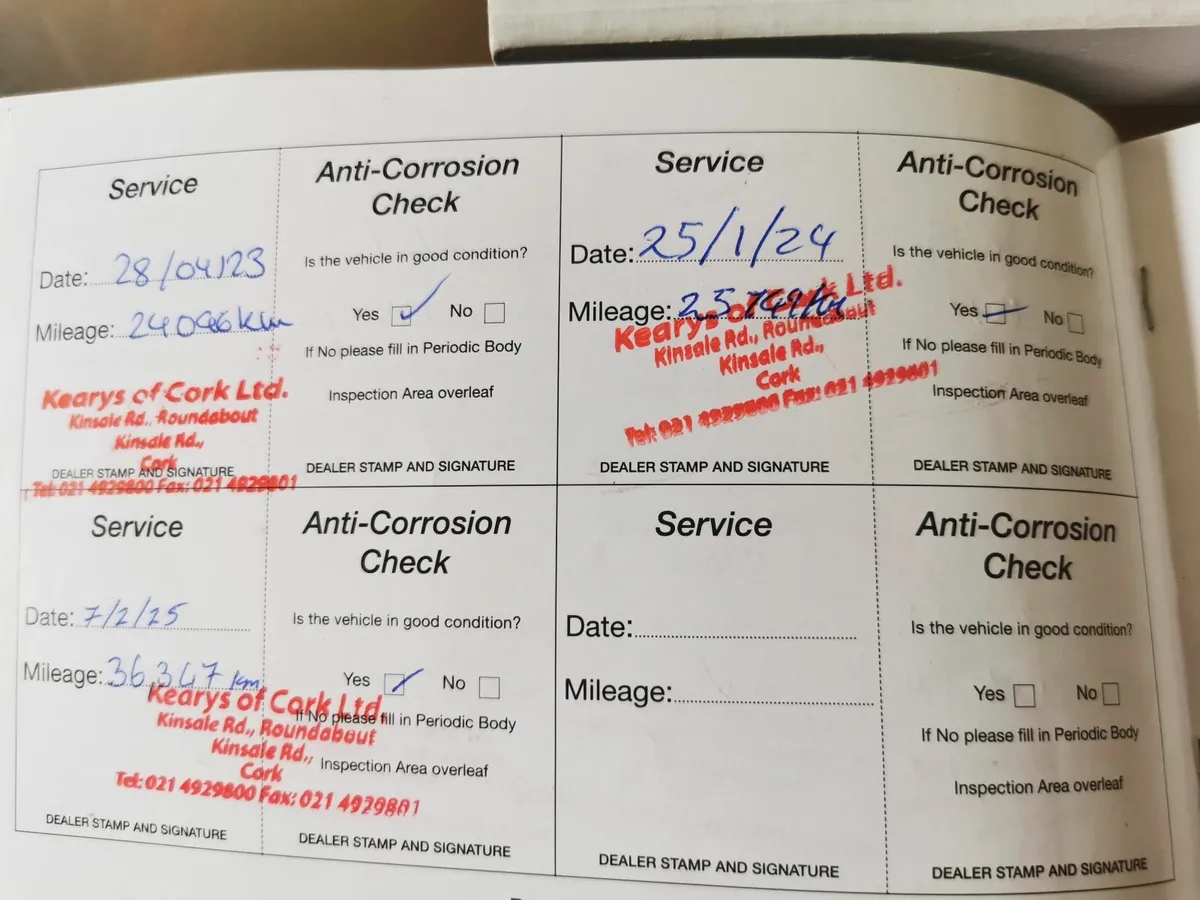 Service
Date: 28/04/23
Mileage: 24096km
Kearys of Cork Ltd.
Kinsale Rd., Roundabout
Kinsale Rd.,
Cork
DEALER STAMP AND SIGNATURE
Tel: 021 4929800 Fax: 021 4929801
Anti-Corrosion
Check
Is the vehicle in good condition?
Yes No
If No please fill in Periodic Body
Inspection Area overleaf
DEALER STAMP AND SIGNATURE
Service
Date: 25/1/24
Mileage:
Kearys of Cork Ltd.
Kinsale Rd., Roundabout
Kinsale Rd.,
Cork
Tel: 021 4929800 Fax: 021 4929801
DEALER STAMP AND SIGNATURE
Anti-Corrosion
Check
Is the vehicle in good condition?
Yes No
If No please fill in Periodic Body
Inspection Area overleaf
DEALER STAMP AND SIGNATURE
Service
Date: 7/2/25
Mileage: 36,347 km
Kearys of Cork Ltd
Kinsale Rd., Roundabout
Kinsale Rd.,
Cork
Tel: 021 4929800 Fax: 021 4929801
DEALER STAMP AND SIGNATURE
Anti-Corrosion
Check
Is the vehicle in good condition?
Yes No
If No please fill in Periodic Body
Inspection Area overleaf
DEALER STAMP AND SIGNATURE
Service
Date:
Mileage:
DEALER STAMP AND SIGNATURE
Anti-Corrosion
Check
Is the vehicle in good condition?
Yes No
If No please fill in Periodic Body
Inspection Area overleaf
DEALER STAMP AND SIGNATURE